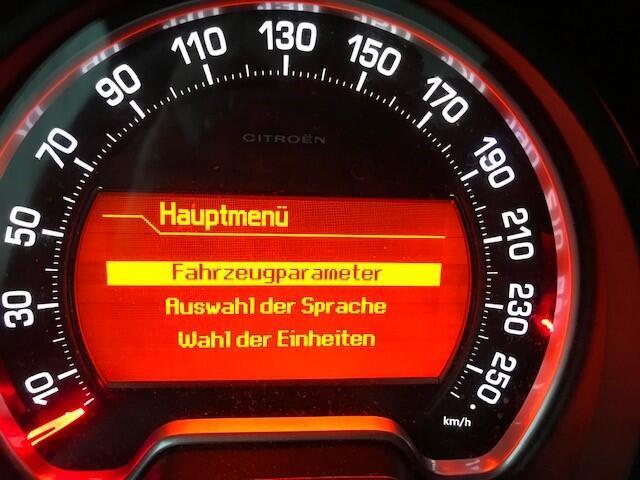 10
30
50
70
90
110
130
150
170
190
210
230
250
km/h
CITROËN
Hauptmenü
Fahrzeugparameter
Auswahl der Sprache
Wahl der Einheiten